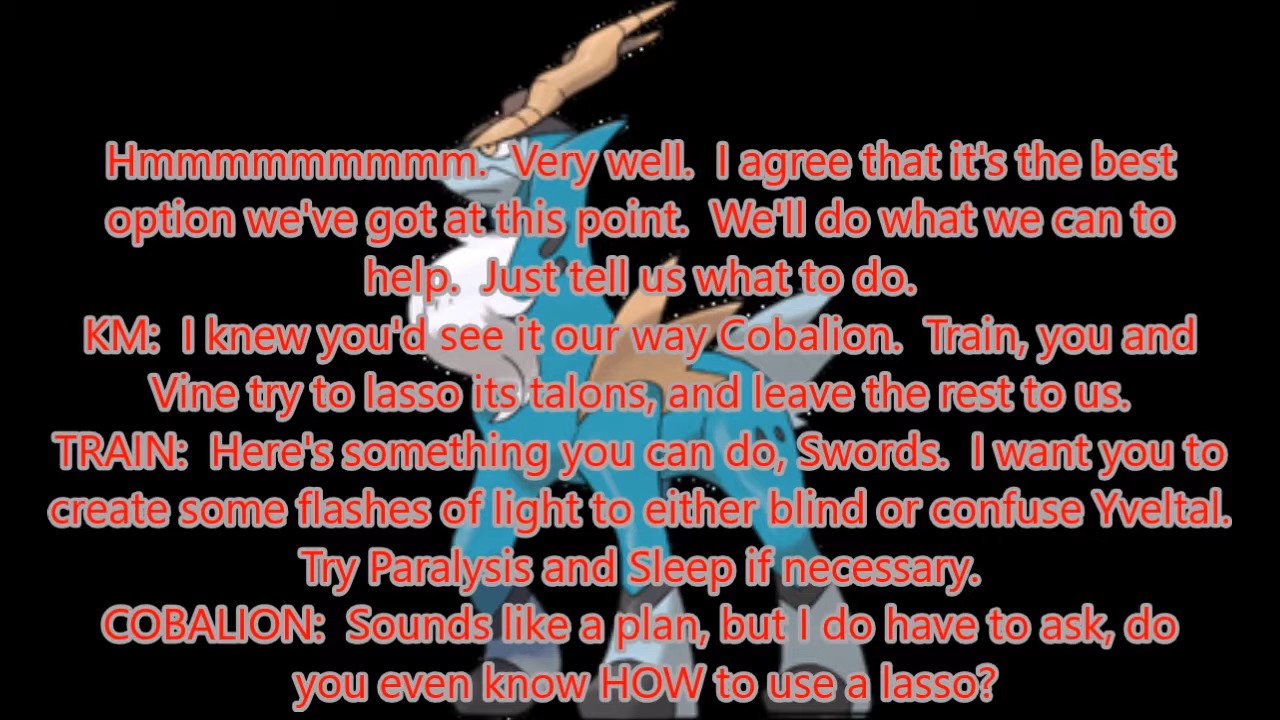 Hmmmmmmmmmm.  Very well.  I agree that it's the best
option we've got at this point.  We'll do what we can to
help.  Just tell us what to do.
KM:  I knew you'd see it our way Cobalion.  Train, you and
Vine try to lasso its talons, and leave the rest to us.
TRAIN:  Here's something you can do, Swords.  I want you to
create some flashes of light to either blind or confuse Yveltal.
Try Paralysis and Sleep if necessary.
COBALION:  Sounds like a plan, but I do have to ask, do
you even know HOW to use a lasso?